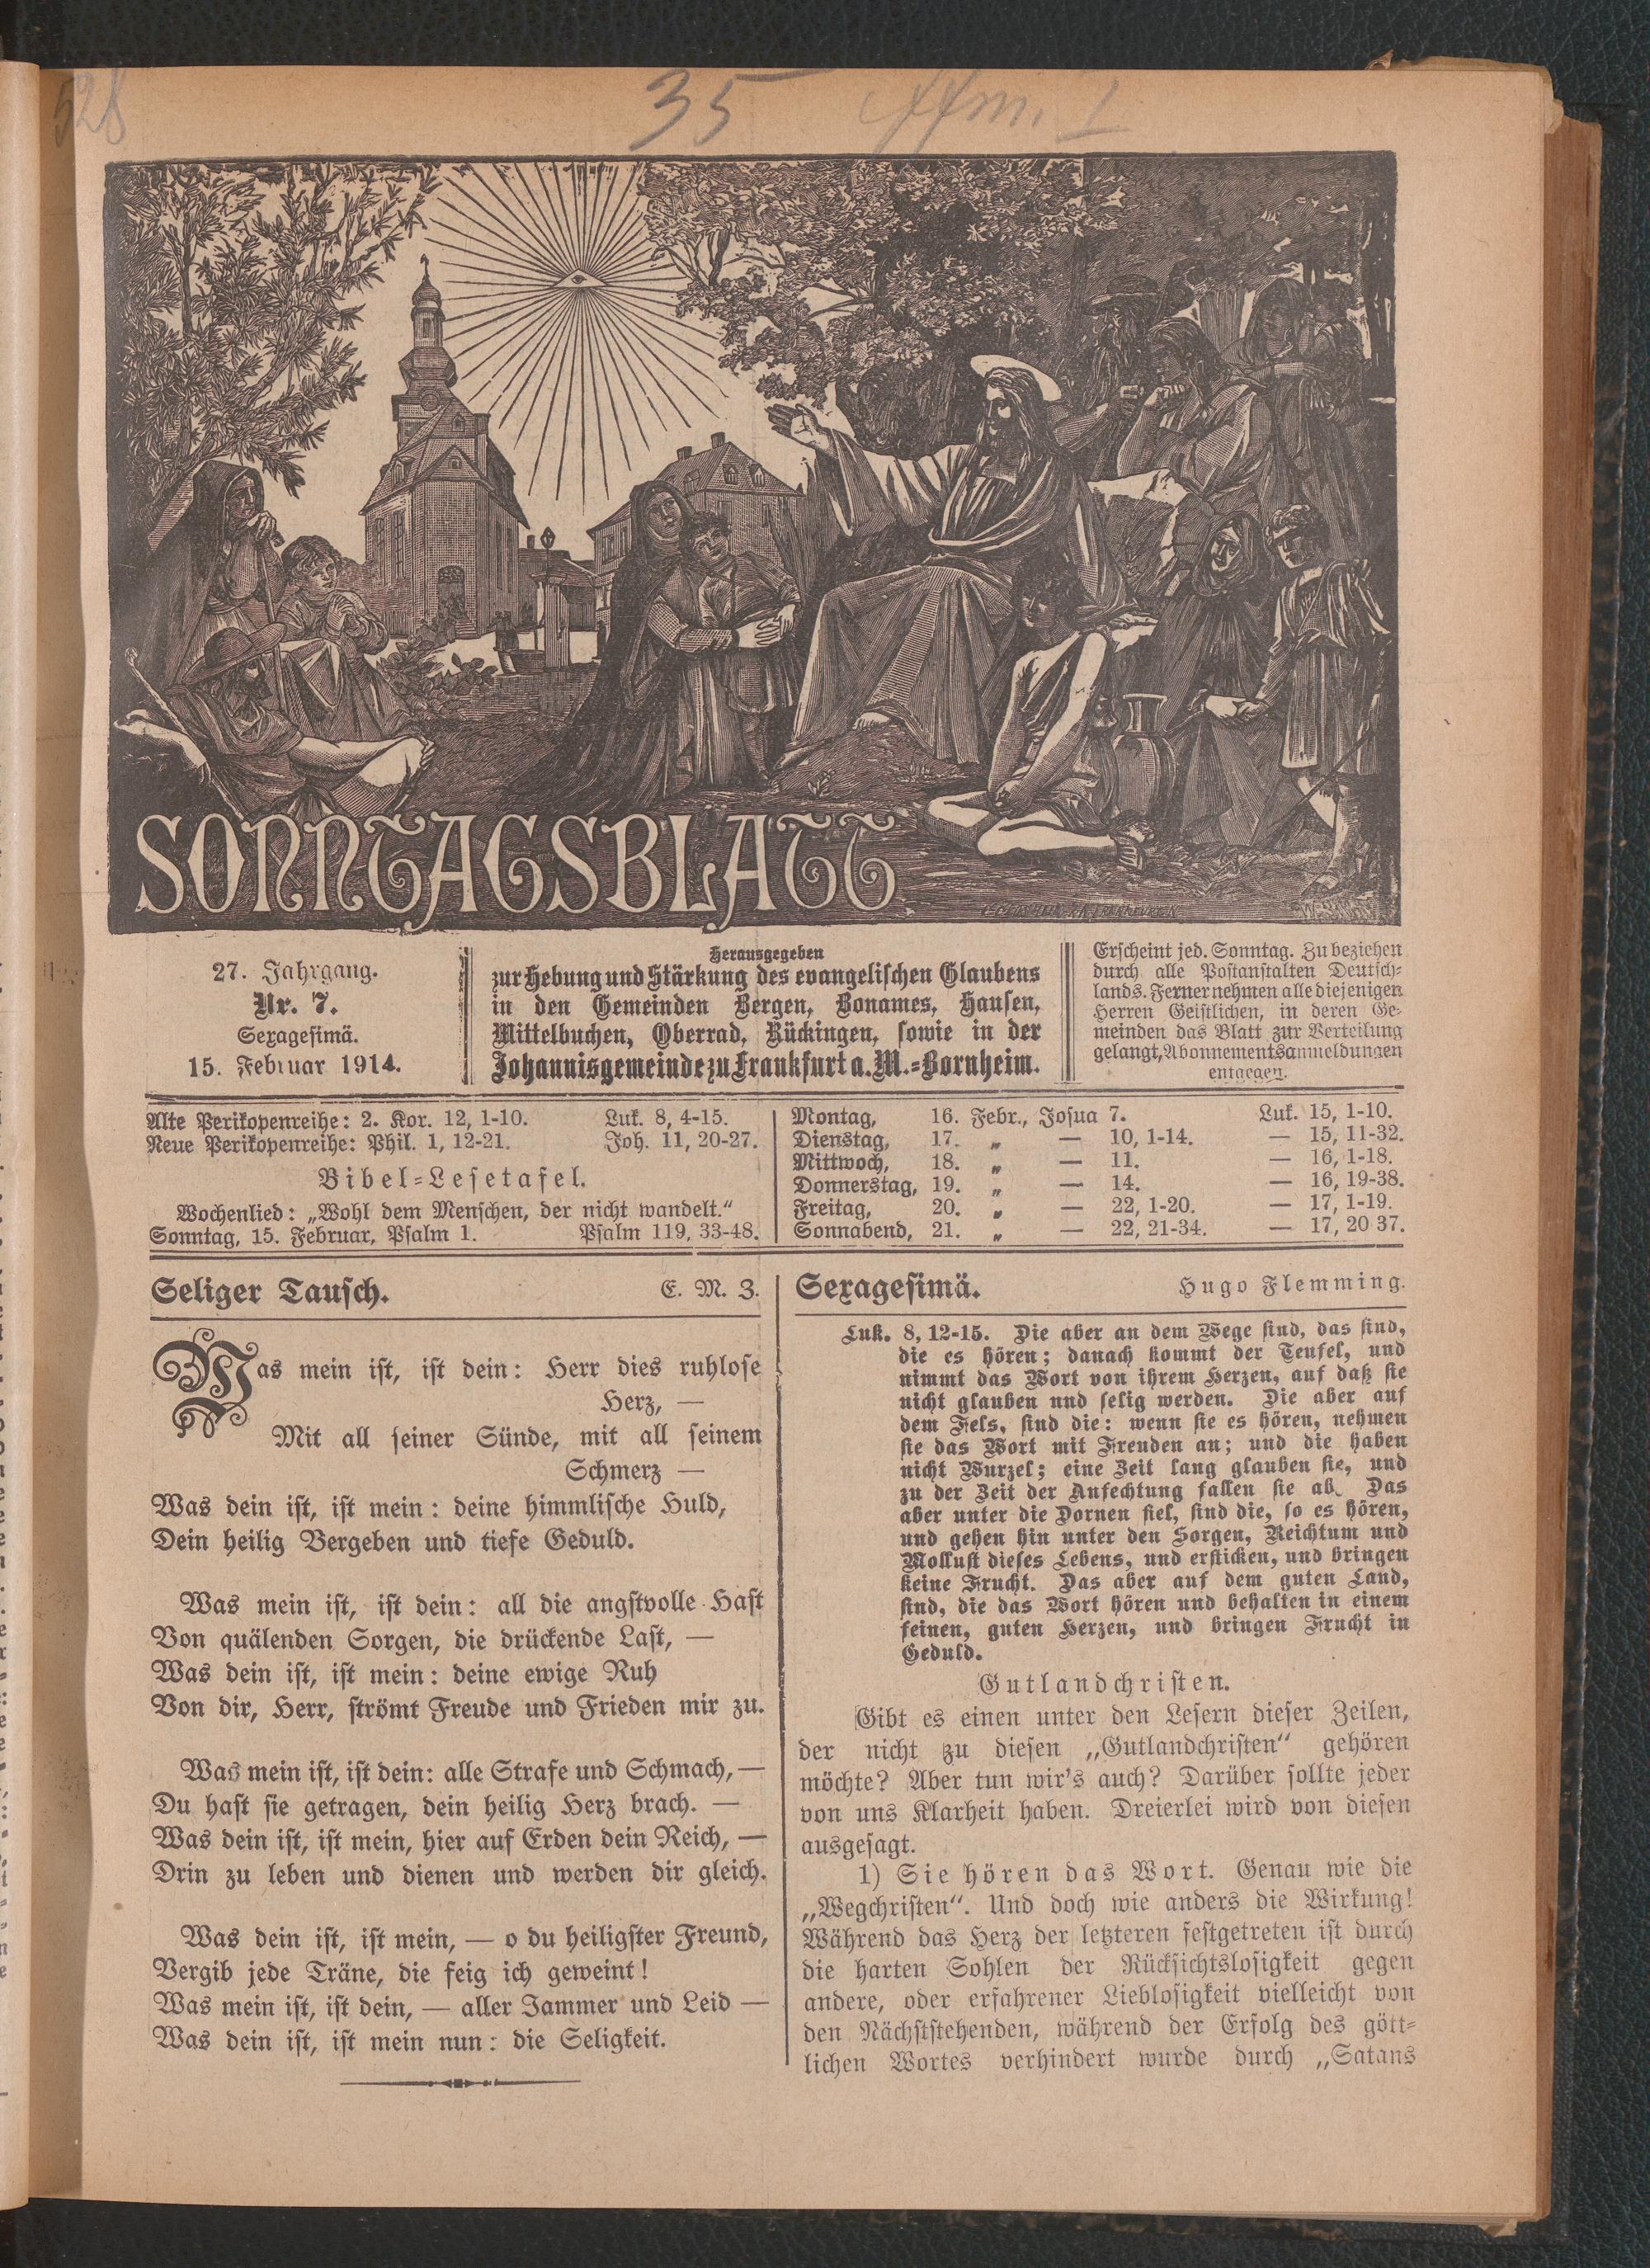 35
528
SONNTAGSBLATT
27. Jahrgang.
Nr. 7.
Sexagesimä.
15. Februar 1914.
Herausgegeben
zur Hebung und Stärkung des evangelischen Glaubens
in den Gemeinden Bergen, Bonames, Hausen,
Mittelbuchen, Oberrad, Rückingen, sowie in der
Johannisgemeinde zu Frankfurt a. M.-Bornheim.
Erscheint jed. Sonntag. Zu beziehen
durch alle Postanstalten Deutsch-
lands. Ferner nehmen alle diejenigen
Herren Geistlichen, in deren Ge-
meinden das Blatt zur Verteilung
gelangt, Abonnementsanmeldungen
entgegen.
Alte Perikopenreihe: 2. Kor. 12, 1-10. Luk. 8, 4-15.
Neue Perikopenreihe: Phil. 1, 12-21. Joh. 11, 20-27.
Bibel-Lesetafel.
Wochenlied: „Wohl dem Menschen, der nicht wandelt.“
Sonntag, 15. Februar, Psalm 1. Psalm 119, 33-48.
Montag, 16. Febr., Josua 7. Luk. 15, 1-10.
Dienstag, 17. „ — 10, 1-14. — 15, 11-32.
Mittwoch, 18. „ — 11. — 16, 1-18.
Donnerstag, 19. „ — 14. — 16, 19-38.
Freitag, 20. „ — 22, 1-20. — 17, 1-19.
Sonnabend, 21. „ — 22, 21-34. — 17, 20 37.
Seliger Tausch. E. M. Z.
Was mein ist, ist dein: Herr dies ruhlose
Herz, —
Mit all seiner Sünde, mit all seinem
Schmerz —
Was dein ist, ist mein: deine himmlische Huld,
Dein heilig Vergeben und tiefe Geduld.
Was mein ist, ist dein: all die angstvolle Hast
Von quälenden Sorgen, die drückende Last, —
Was dein ist, ist mein: deine ewige Ruh
Von dir, Herr, strömt Freude und Frieden mir zu.
Was mein ist, ist dein: alle Strafe und Schmach, —
Du hast sie getragen, dein heilig Herz brach. —
Was dein ist, ist mein, hier auf Erden dein Reich, —
Drin zu leben und dienen und werden dir gleich.
Was dein ist, ist mein, — o du heiligster Freund,
Vergib jede Träne, die feig ich geweint!
Was mein ist, ist dein, — aller Jammer und Leid —
Was dein ist, ist mein nun: die Seligkeit.
Sexagesimä. Hugo Flemming.
Luk. 8, 12-15. Die aber an dem Wege sind, das sind,
die es hören; danach kommt der Teufel, und
nimmt das Wort von ihrem Herzen, auf daß sie
nicht glauben und selig werden. Die aber auf
dem Fels, sind die: wenn sie es hören, nehmen
sie das Wort mit Freuden an; und die haben
nicht Wurzel; eine Zeit lang glauben sie, und
zu der Zeit der Anfechtung fallen sie ab. Das
aber unter die Dornen fiel, sind die, so es hören,
und gehen hin unter den Sorgen, Reichtum und
Wollust dieses Lebens, und ersticken, und bringen
keine Frucht. Das aber auf dem guten Land,
sind, die das Wort hören und behalten in einem
feinen, guten Herzen, und bringen Frucht in
Geduld.
Gutlandchristen.
Gibt es einen unter den Lesern dieser Zeilen,
der nicht zu diesen „Gutlandchristen“ gehören
möchte? Aber tun wir's auch? Darüber sollte jeder
von uns Klarheit haben. Dreierlei wird von diesen
ausgesagt.
1) Sie hören das Wort. Genau wie die
„Wegchristen“. Und doch wie anders die Wirkung!
Während das Herz der letzteren festgetreten ist durch
die harten Sohlen der Rücksichtslosigkeit gegen
andere, oder erfahrener Lieblosigkeit vielleicht von
den Nächststehenden, während der Erfolg des gött-
lichen Wortes verhindert wurde durch „Satans